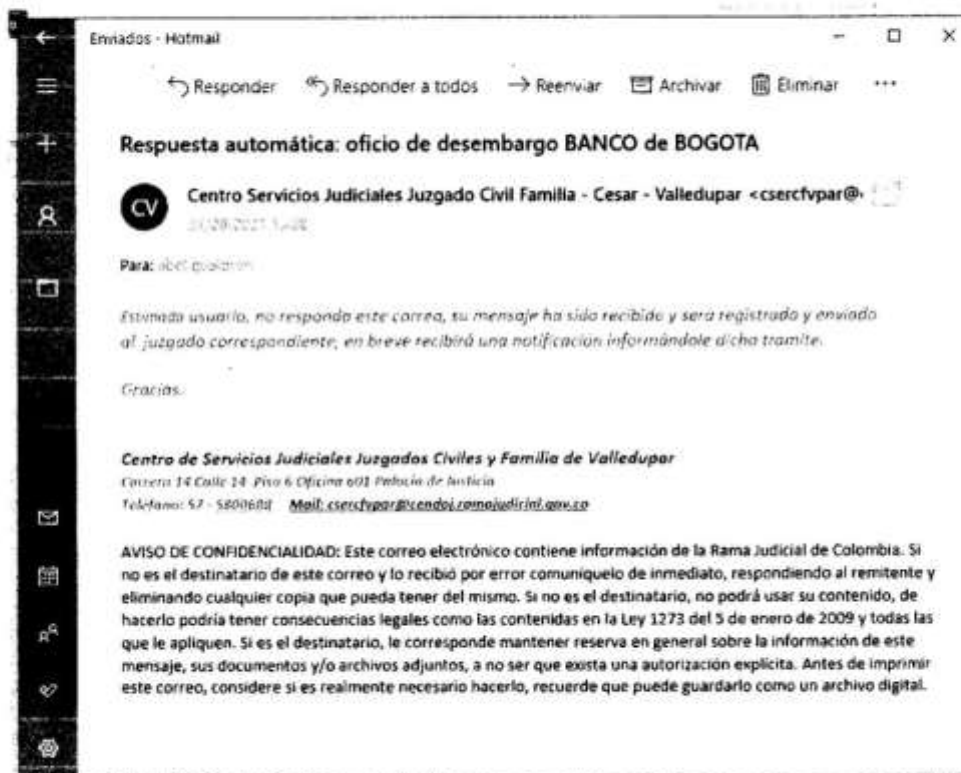 Enviados - Hotmail
Responder Responder a todos Reenviar Archivar Eliminar ...
Respuesta automática: oficio de desembargo BANCO de BOGOTA
CV
Centro Servicios Judiciales Juzgado Civil Familia - Cesar - Valledupar <csercfvpar@
Para:
Estimado usuario, no responda este correo, su mensaje ha sido recibido y será registrado y enviado
al juzgado correspondiente, en breve recibirá una notificación informándole dicho tramite.
Gracias.
Centro de Servicios Judiciales Juzgados Civiles y Familia de Valledupar
Carrera 14 Calle 14 Piso 6 Oficina 601 Palacio de Justicia
Teléfono: 57 - Mail: csercfvpar@cendoj.ramajudicial.gov.co
AVISO DE CONFIDENCIALIDAD: Este correo electrónico contiene información de la Rama Judicial de Colombia. Si
no es el destinatario de este correo y lo recibió por error comuníquelo de inmediato, respondiendo al remitente y
eliminando cualquier copia que pueda tener del mismo. Si no es el destinatario, no podrá usar su contenido, de
hacerlo podría tener consecuencias legales como las contenidas en la Ley 1273 del 5 de enero de 2009 y todas las
que le apliquen. Si es el destinatario, le corresponde mantener reserva en general sobre la información de este
mensaje, sus documentos y/o archivos adjuntos, a no ser que exista una autorización explícita. Antes de imprimir
este correo, considere si es realmente necesario hacerlo, recuerde que puede guardarlo como un archivo digital.